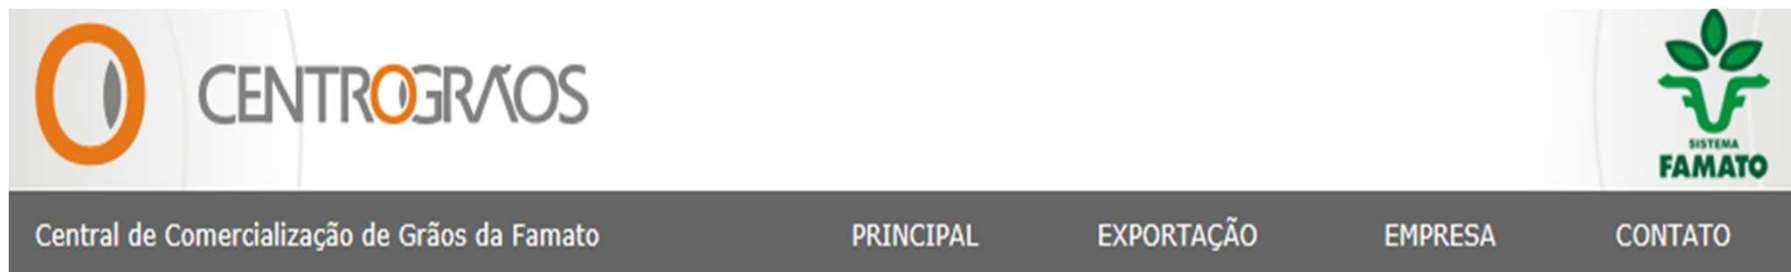 CENTROGRÃOS
SISTEMA
FAMATO
Central de Comercialização de Grãos da Famato
PRINCIPAL
EXPORTAÇÃO
EMPRESA
CONTATO